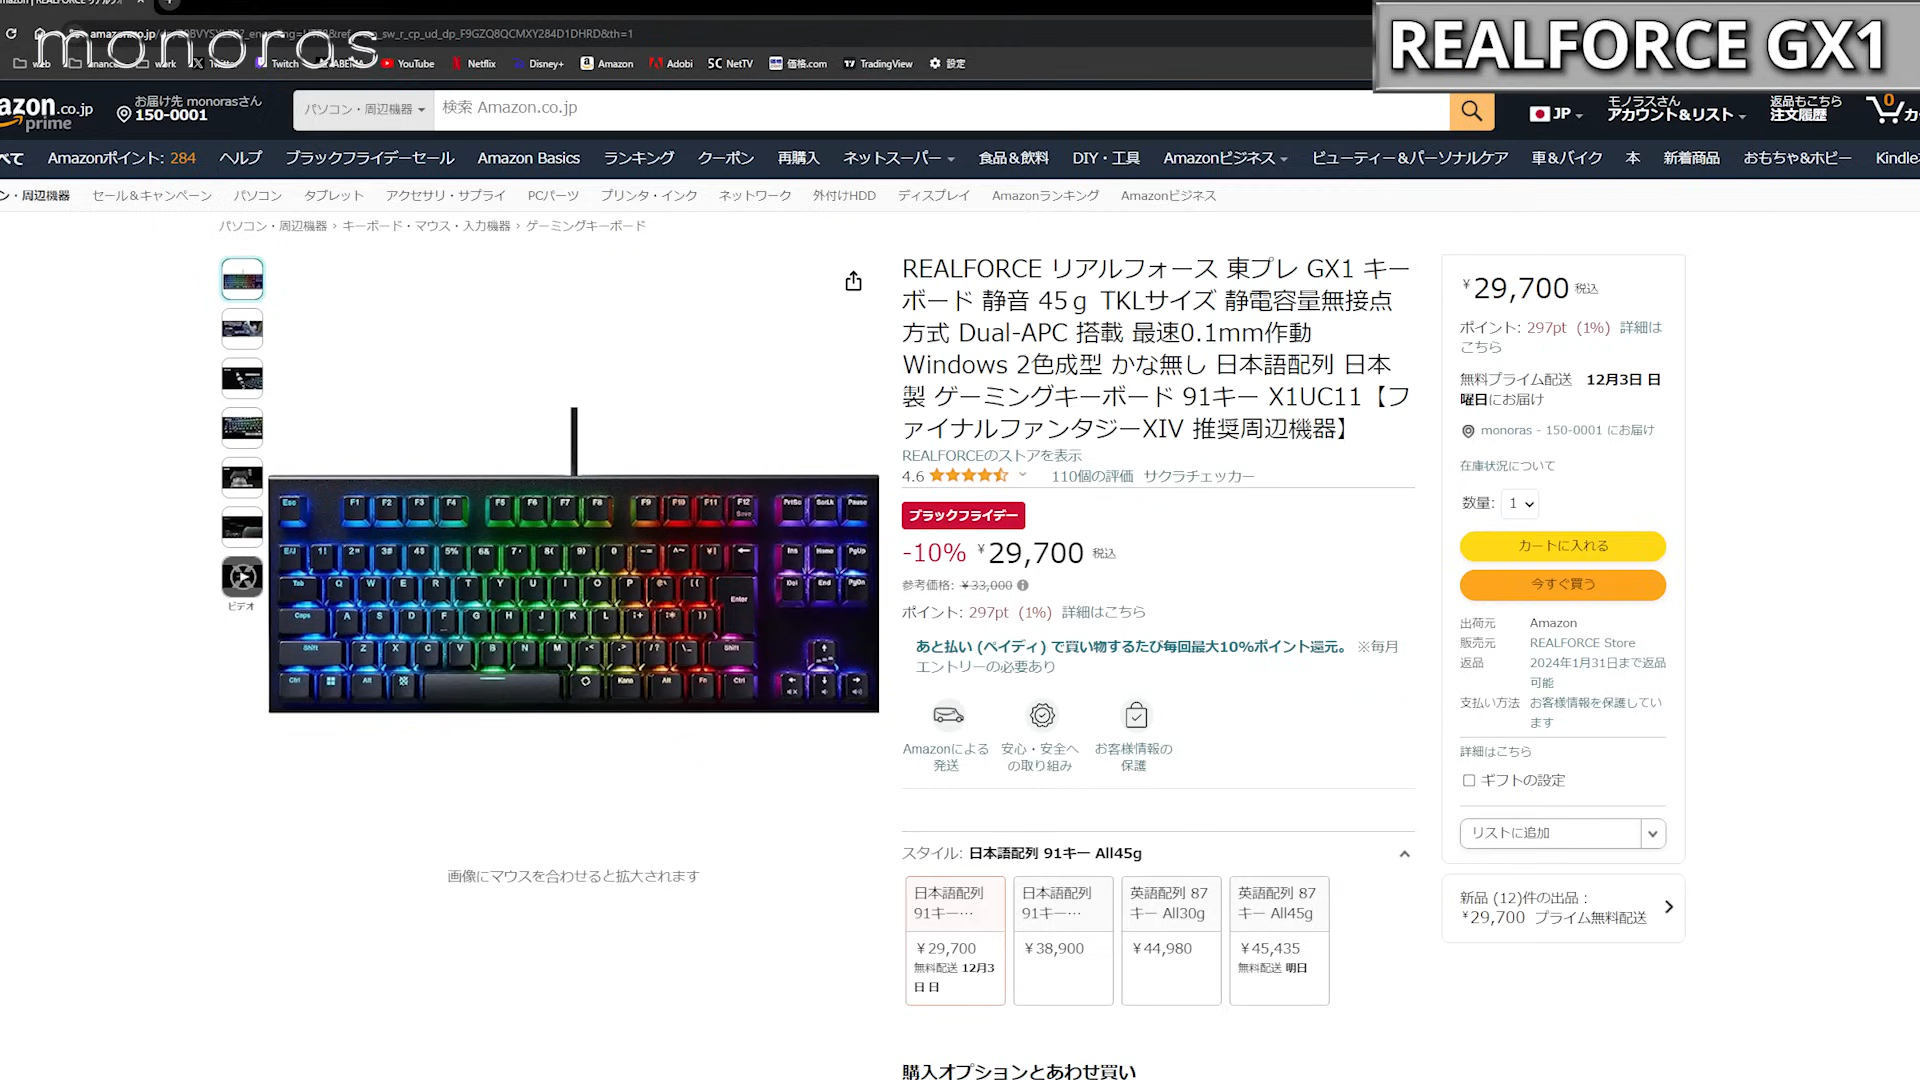 monoras
REALFORCE GX1
Twitch
YouTube
Netflix
Disney+
Amazon
Adobi
5C NetTV
価格.com
TradingView
設定
azon.co.jp
prime
お届け先 monorasさん
150-0001
パソコン・周辺機器
検索 Amazon.co.jp
JP
モノラスさん
アカウント&リスト
返品もこちら
注文履歴
0
Amazonポイント: 284
ヘルプ
ブラックフライデーセール
Amazon Basics
ランキング
クーポン
再購入
ネットスーパー
食品&飲料
DIY・工具
Amazonビジネス
ビューティー&パーソナルケア
車&バイク
本
新着商品
おもちゃ&ホビー
Kindle
ン・周辺機器
セール&キャンペーン
パソコン
タブレット
アクセサリ・サプライ
PCパーツ
プリンタ・インク
ネットワーク
外付けHDD
ディスプレイ
Amazonランキング
Amazonビジネス
パソコン・周辺機器 › キーボード・マウス・入力機器 › ゲーミングキーボード
ビデオ
画像にマウスを合わせると拡大されます
REALFORCE リアルフォース 東プレ GX1 キー
ボード 静音 45ｇ TKLサイズ 静電容量無接点
方式 Dual-APC 搭載 最速0.1mm作動
Windows 2色成型 かな無し 日本語配列 日本
製 ゲーミングキーボード 91キー X1UC11【フ
ァイナルファンタジーXIV 推奨周辺機器】
REALFORCEのストアを表示
4.6
110個の評価 サクラチェッカー
ブラックフライデー
-10% ¥29,700 税込
参考価格: ¥33,000
ポイント: 297pt (1%) 詳細はこちら
あと払い (ペイディ) で買い物するたび毎回最大10%ポイント還元。 ※毎月
エントリーの必要あり
Amazonによる
発送
安心・安全へ
の取り組み
お客様情報の
保護
スタイル: 日本語配列 91キー All45g
日本語配列
91キー…
¥29,700
無料配送 12月3
日 日
日本語配列
91キー…
¥38,900
英語配列 87
キー All30g
¥44,980
英語配列 87
キー All45g
¥45,435
無料配送 明日
購入オプションとあわせ買い
¥29,700 税込
ポイント: 297pt (1%) 詳細は
こちら
無料プライム配送 12月3日 日
曜日にお届け
monoras - 150-0001 にお届け
在庫状況について
数量: 1
カートに入れる
今すぐ買う
出荷元 Amazon
販売元 REALFORCE Store
返品 2024年1月31日まで返品
可能
支払い方法 お客様情報を保護してい
ます
詳細はこちら
ギフトの設定
リストに追加
新品 (12)件の出品：
¥29,700 プライム無料配送